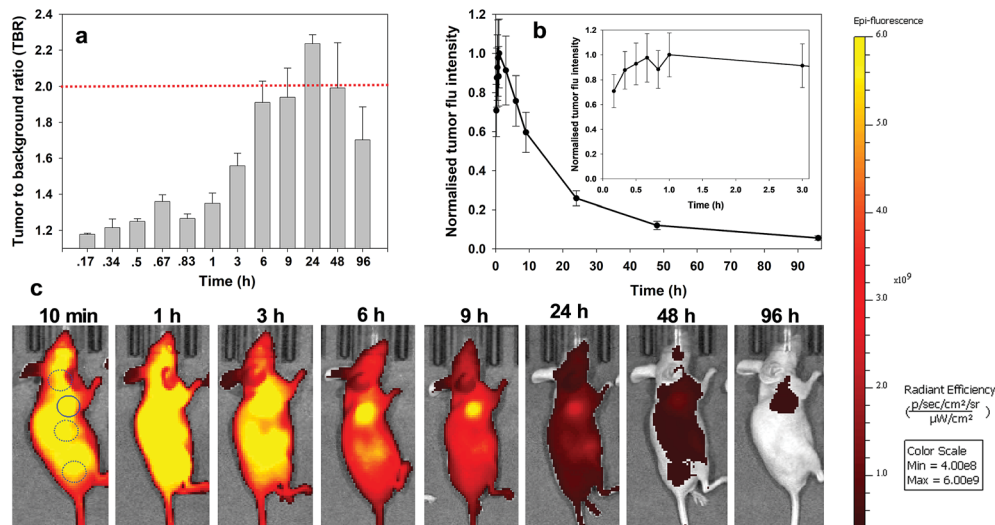 a
Tumor to background ratio (TBR)
2.4
2.2
2.0
1.8
1.6
1.4
1.2
.17 .34 .5 .67 .83 1 3 6 9 24 48 96
Time (h)
b
Normalised tumor flu intensity
1.2
1.0
0.8
0.6
0.4
0.2
0.0
0 10 20 30 40 50 60 70 80 90
Time (h)
Normalised tumor flu intensity
1.2
1.0
0.8
0.6
0.4
0.2
0.0
0.0 0.5 1.0 1.5 2.0 2.5 3.0
Time (h)
c
10 min 1 h 3 h 6 h 9 h 24 h 48 h 96 h
Epi-fluorescence
6.0
5.0
4.0
x10⁹
3.0
2.0
1.0
Radiant Efficiency
(p/sec/cm²/sr
µW/cm²)
Color Scale
Min = 4.00e8
Max = 6.00e9